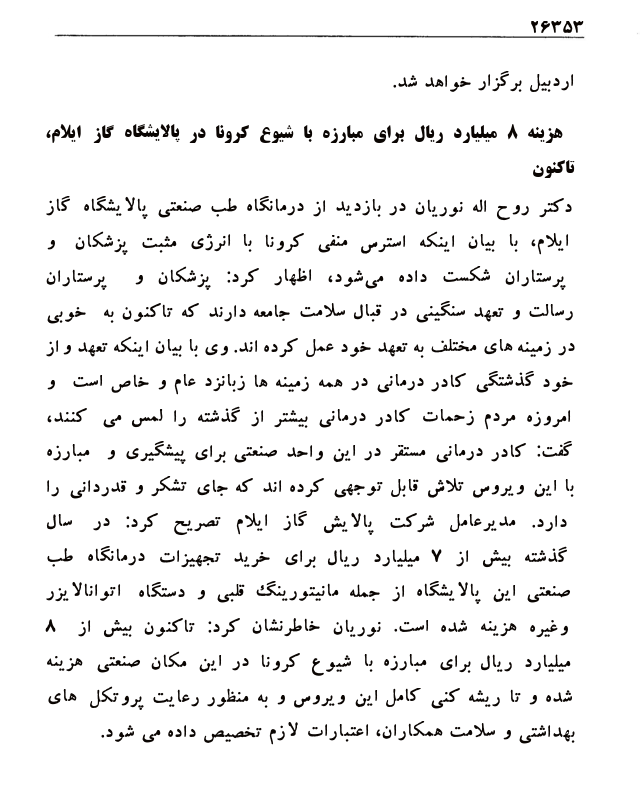 ۲۶۳۵۳
اردبیل برگزار خواهد شد.
هزینه ۸ میلیارد ریال برای مبارزه با شیوع کرونا در پالایشگاه گاز ایلام،
تاکنون
دکتر روح اله نوریان در بازدید از درمانگاه طب صنعتی پالایشگاه گاز
ایلام، با بیان اینکه استرس منفی کرونا با انرژی مثبت پزشکان و
پرستاران شکست داده می‌شود، اظهار کرد: پزشکان و پرستاران
رسالت و تعهد سنگینی در قبال سلامت جامعه دارند که تاکنون به خوبی
در زمینه های مختلف به تعهد خود عمل کرده اند. وی با بیان اینکه تعهد و از
خود گذشتگی کادر درمانی در همه زمینه ها زبانزد عام و خاص است و
امروزه مردم زحمات کادر درمانی بیشتر از گذشته را لمس می کنند،
گفت: کادر درمانی مستقر در این واحد صنعتی برای پیشگیری و مبارزه
با این ویروس تلاش قابل توجهی کرده اند که جای تشکر و قدردانی را
دارد. مدیرعامل شرکت پالایش گاز ایلام تصریح کرد: در سال
گذشته بیش از ۷ میلیارد ریال برای خرید تجهیزات درمانگاه طب
صنعتی این پالایشگاه از جمله مانیتورینگ قلبی و دستگاه اتوانالایزر
وغیره هزینه شده است. نوریان خاطرنشان کرد: تاکنون بیش از ۸
میلیارد ریال برای مبارزه با شیوع کرونا در این مکان صنعتی هزینه
شده و تا ریشه کنی کامل این ویروس و به منظور رعایت پروتکل های
بهداشتی و سلامت همکاران، اعتبارات لازم تخصیص داده می شود.